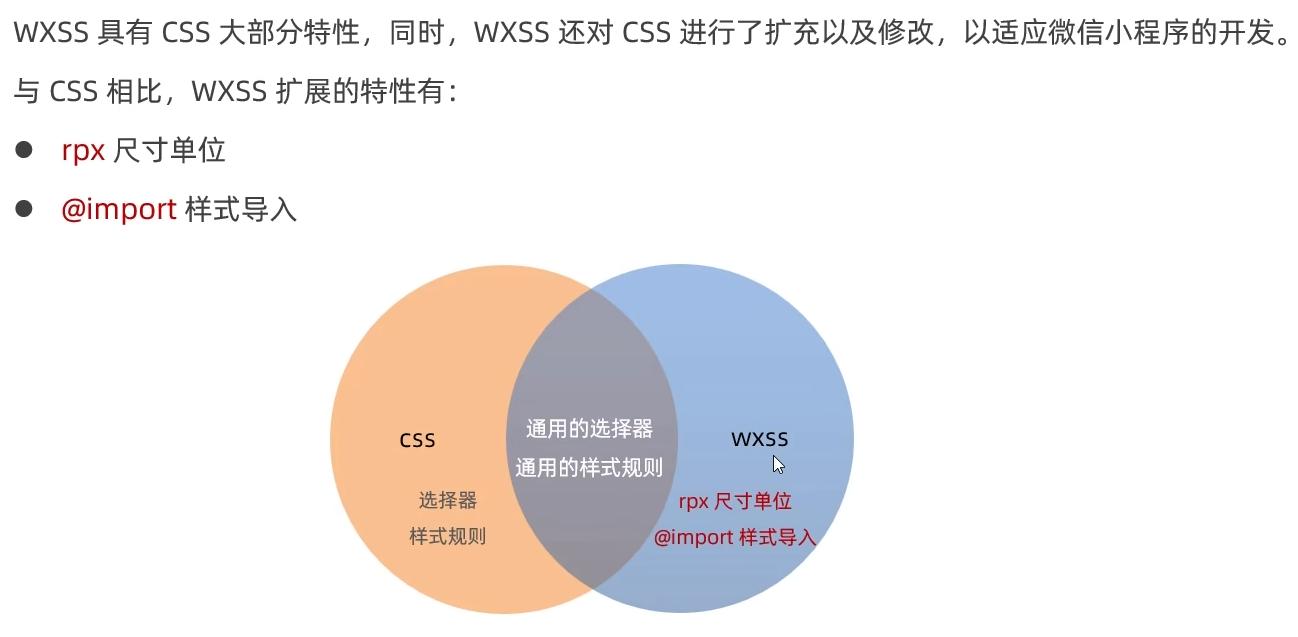 WXSS 具有 CSS 大部分特性，同时，WXSS 还对 CSS 进行了扩充以及修改，以适应微信小程序的开发。
与 CSS 相比，WXSS 扩展的特性有：
● rpx 尺寸单位
● @import 样式导入
CSS
选择器
样式规则
通用的选择器
通用的样式规则
WXSS
rpx 尺寸单位
@import 样式导入